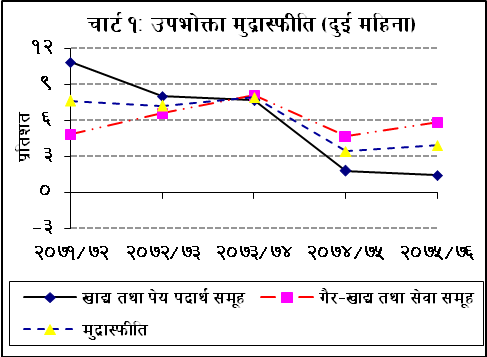 चार्ट १: उपभोक्ता मुद्रास्फीति (दुई महिना)
१२
९
६
३
०
-३
प्रतिशत
२०७१/७२ २०७२/७३ २०७३/७४ २०७४/७५ २०७५/७६
खाद्य तथा पेय पदार्थ समूह गैर-खाद्य तथा सेवा समूह
मुद्रास्फीति